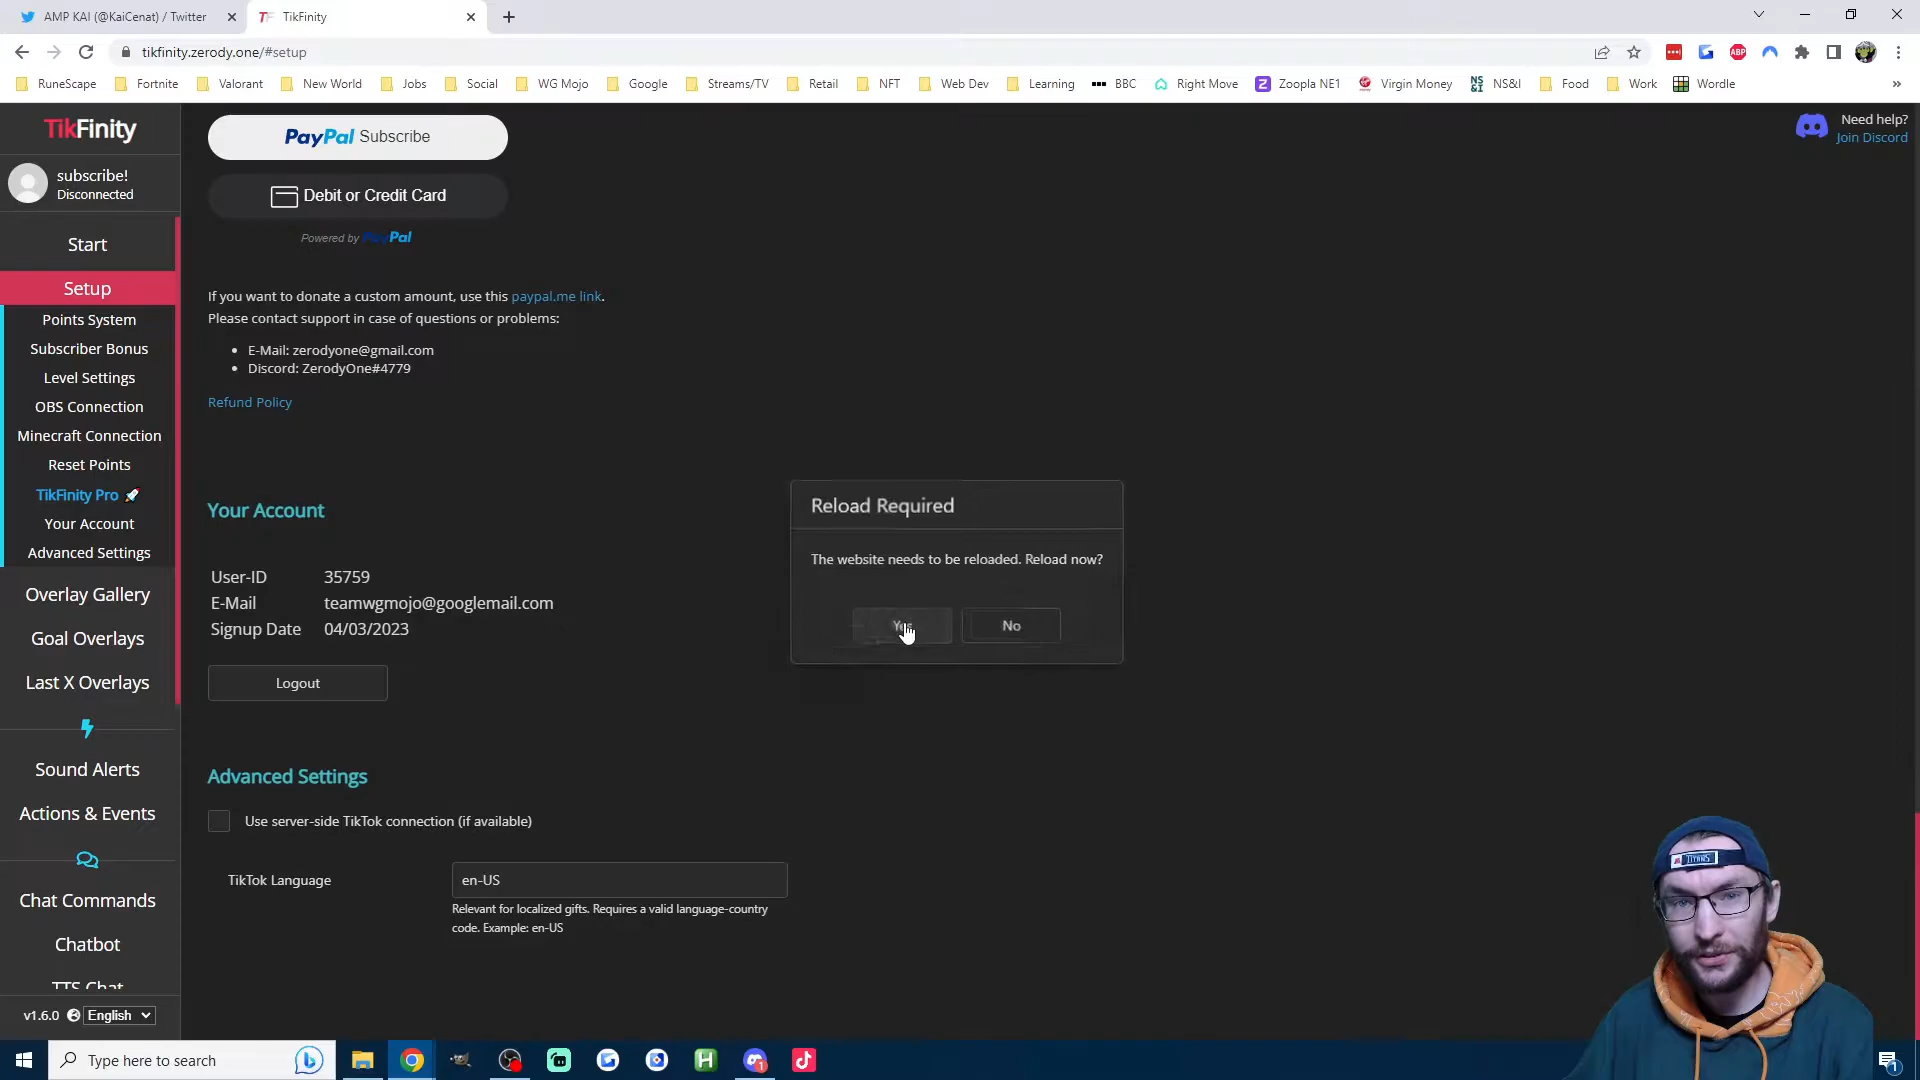 AMP KAI (@KaiCenat) / Twitter
TikFinity
tikfinity.zerody.one/#setup
RuneScape Fortnite Valorant New World Jobs Social WG Mojo Google Streams/TV Retail NFT Web Dev Learning BBC Right Move Zoopla NE1 Virgin Money NS&I Food Work Wordle
TikFinity
subscribe!
Disconnected
Start
Setup
Points System
Subscriber Bonus
Level Settings
OBS Connection
Minecraft Connection
Reset Points
TikFinity Pro
Your Account
Advanced Settings
Overlay Gallery
Goal Overlays
Last X Overlays
Sound Alerts
Actions & Events
Chat Commands
Chatbot
TTS Chat
v1.6.0 English
PayPal Subscribe
Debit or Credit Card
Powered by PayPal
If you want to donate a custom amount, use this paypal.me link.
Please contact support in case of questions or problems:
E-Mail: zerodyone@gmail.com
Discord: ZerodyOne#4779
Refund Policy
Your Account
User-ID 35759
E-Mail teamwgmojo@googlemail.com
Signup Date 04/03/2023
Logout
Advanced Settings
Use server-side TikTok connection (if available)
TikTok Language en-US
Relevant for localized gifts. Requires a valid language-country
code. Example: en-US
Reload Required
The website needs to be reloaded. Reload now?
Yes No
Need help?
Join Discord
TITANS
Type here to search